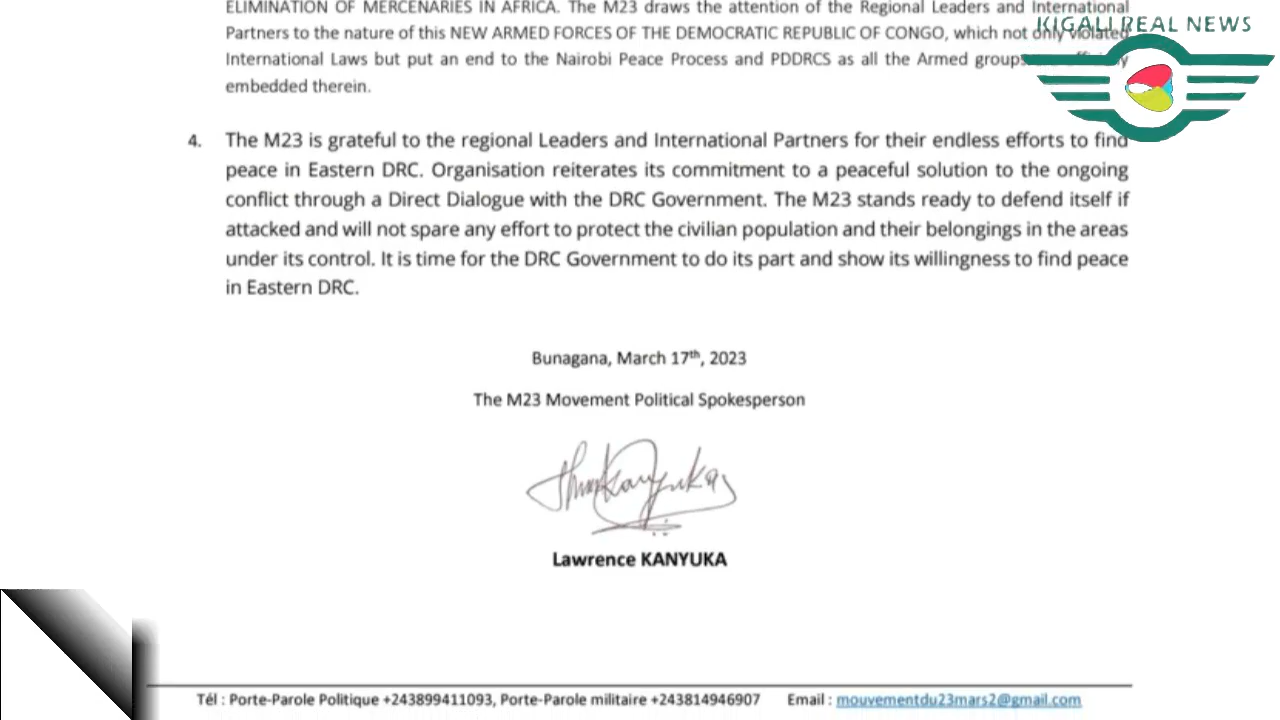 ELIMINATION OF MERCENARIES IN AFRICA. The M23 draws the attention of the Regional Leaders and International
KIGALI REAL NEWS
Partners to the nature of this NEW ARMED FORCES OF THE DEMOCRATIC REPUBLIC OF CONGO, which not only violated
International Laws but put an end to the Nairobi Peace Process and PDDRCS as all the Armed groups
embedded therein.
4. The M23 is grateful to the regional Leaders and International Partners for their endless efforts to find
peace in Eastern DRC. Organisation reiterates its commitment to a peaceful solution to the ongoing
conflict through a Direct Dialogue with the DRC Government. The M23 stands ready to defend itself if
attacked and will not spare any effort to protect the civilian population and their belongings in the areas
under its control. It is time for the DRC Government to do its part and show its willingness to find peace
in Eastern DRC.
Bunagana, March 17th, 2023
The M23 Movement Political Spokesperson
Lawrence KANYUKA
Tél : Porte-Parole Politique +243899411093, Porte-Parole militaire +243814946907 Email : mouvementdu23mars2@gmail.com